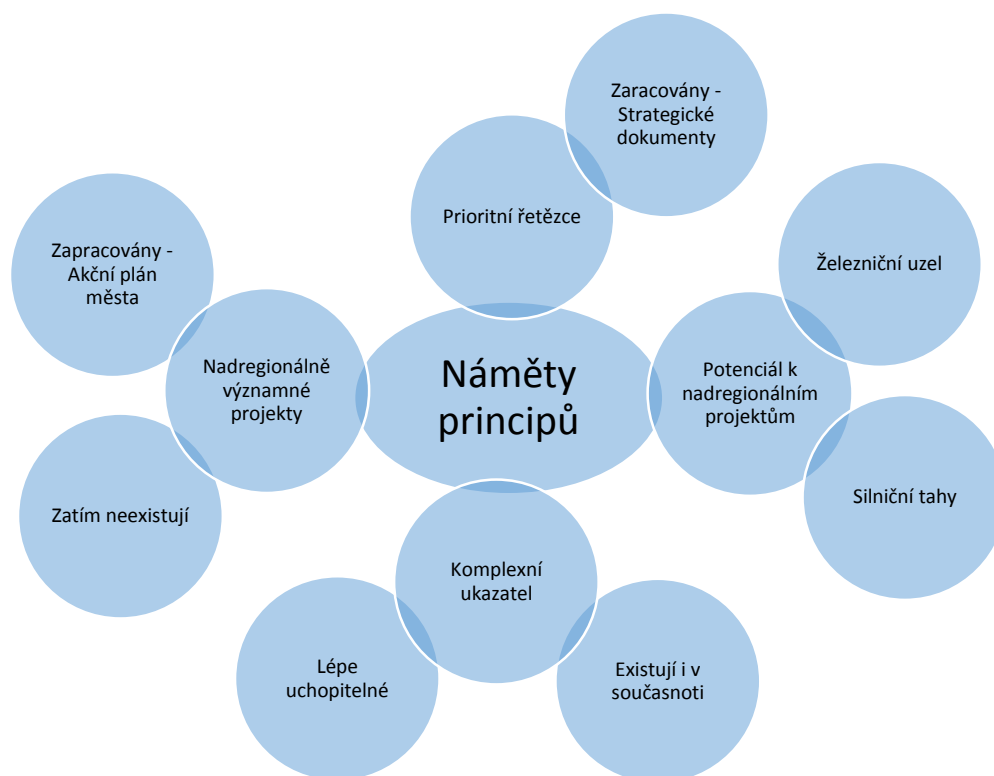 Zaracovány -
Strategické
dokumenty
Prioritní řetězce
Zapracovány -
Akční plán
města
Železniční uzel
Nadregionálně
významné
projekty
Náměty
principů
Potenciál k
nadregionálním
projektům
Zatím neexistují
Silniční tahy
Komplexní
ukazatel
Lépe
uchopitelné
Existují i v
současnoti